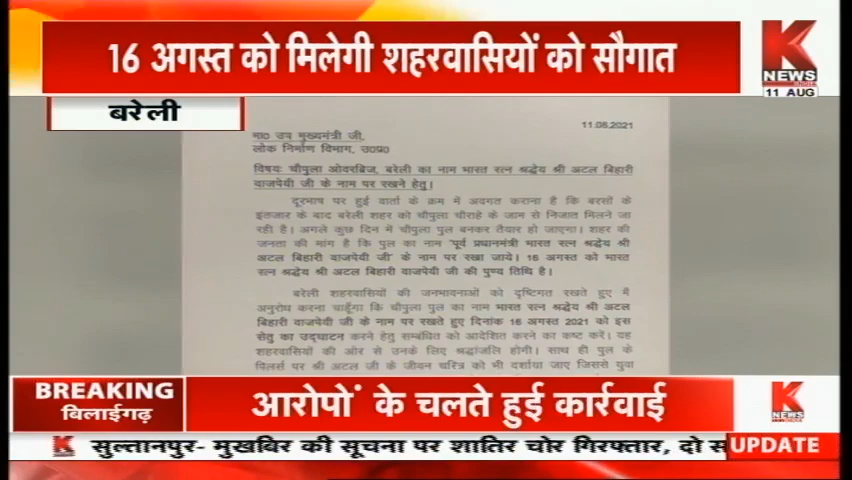 16 अगस्त को मिलेगी शहरवासियों को सौगात
K
NEWS
INDIA
11 AUG
बरेली
11.08.2021
मा0 उप मुख्यमंत्री जी,
लोक निर्माण विभाग, उ0प्र0
विषयः चौपुला ओवरब्रिज, बरेली का नाम भारत रत्न श्रद्धेय श्री अटल बिहारी
वाजपेयी जी के नाम पर रखने हेतु।
दूरभाष पर हुई वार्ता के क्रम में अवगत कराना है कि बरसों के
इंतजार के बाद बरेली शहर को चौपुला चौराहे के जाम से निजात मिलने जा
रही है। अगले कुछ दिन में चौपुला पुल बनकर तैयार हो जाएगा। शहर की
जनता की मांग है कि पुल का नाम "पूर्व प्रधानमंत्री भारत रत्न श्रद्धेय श्री
अटल बिहारी वाजपेयी जी" के नाम पर रखा जाये। 16 अगस्त को भारत
रत्न श्रद्धेय श्री अटल बिहारी वाजपेयी जी की पुण्य तिथि है।
बरेली शहरवासियों की जनभावनाओं को दृष्टिगत रखते हुए मैं
अनुरोध करना चाहूँगा कि चौपुला पुल का नाम भारत रत्न श्रद्धेय श्री अटल
बिहारी वाजपेयी जी के नाम पर रखते हुए दिनांक 16 अगस्त 2021 को इस
सेतु का उद्घाटन करने हेतु सम्बंधित को आदेशित करने का कष्ट करें। यह
शहरवासियों की ओर से उनके लिए श्रद्धांजलि होगी। साथ ही पुल के
पिलर्स पर श्री अटल जी के जीवन चरित्र को भी दर्शाया जाए जिससे युवा
BREAKING
बिलाईगढ़
आरोपों के चलते हुई कार्रवाई
K
NEWS
सुल्तानपुर- मुखबिर की सूचना पर शातिर चोर गिरफ्तार, दो
UPDATE